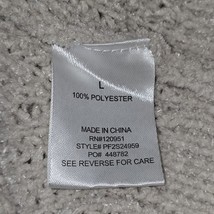 L
100% POLYESTER
MADE IN CHINA
RN#120951
STYLE# PF2S24959
PO# 448782
SEE REVERSE FOR CARE